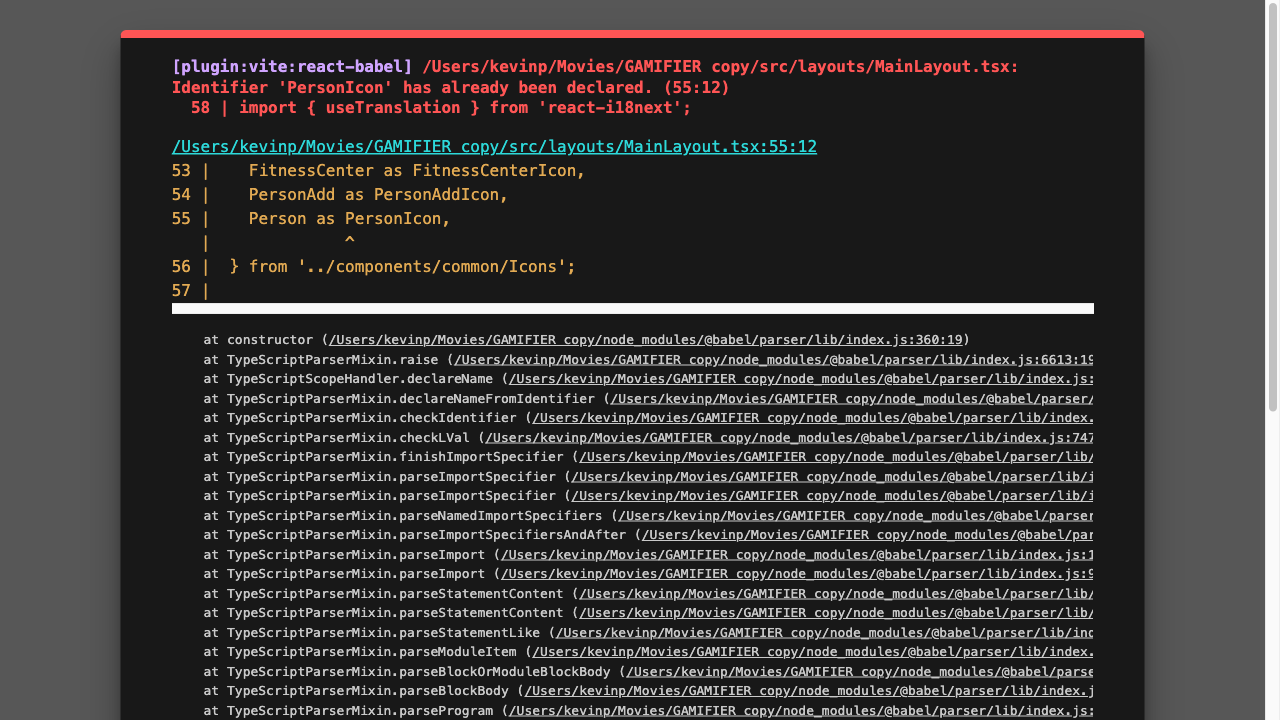 [plugin:vite:react-babel] /Users/kevinp/Movies/GAMIFIER copy/src/layouts/MainLayout.tsx:
Identifier 'PersonIcon' has already been declared. (55:12)
58 | import { useTranslation } from 'react-i18next';
/Users/kevinp/Movies/GAMIFIER copy/src/layouts/MainLayout.tsx:55:12
53 | FitnessCenter as FitnessCenterIcon,
54 | PersonAdd as PersonAddIcon,
55 | Person as PersonIcon,
| ^
56 | } from '../components/common/Icons';
57 |
at constructor (/Users/kevinp/Movies/GAMIFIER copy/node_modules/@babel/parser/lib/index.js:360:19)
at TypeScriptParserMixin.raise (/Users/kevinp/Movies/GAMIFIER copy/node_modules/@babel/parser/lib/index.js:6613:19
at TypeScriptScopeHandler.declareName (/Users/kevinp/Movies/GAMIFIER copy/node_modules/@babel/parser/lib/index.js:
at TypeScriptParserMixin.declareNameFromIdentifier (/Users/kevinp/Movies/GAMIFIER copy/node_modules/@babel/parser/
at TypeScriptParserMixin.checkIdentifier (/Users/kevinp/Movies/GAMIFIER copy/node_modules/@babel/parser/lib/index.
at TypeScriptParserMixin.checkLVal (/Users/kevinp/Movies/GAMIFIER copy/node_modules/@babel/parser/lib/index.js:747
at TypeScriptParserMixin.finishImportSpecifier (/Users/kevinp/Movies/GAMIFIER copy/node_modules/@babel/parser/lib/
at TypeScriptParserMixin.parseImportSpecifier (/Users/kevinp/Movies/GAMIFIER copy/node_modules/@babel/parser/lib/i
at TypeScriptParserMixin.parseImportSpecifier (/Users/kevinp/Movies/GAMIFIER copy/node_modules/@babel/parser/lib/i
at TypeScriptParserMixin.parseNamedImportSpecifiers (/Users/kevinp/Movies/GAMIFIER copy/node_modules/@babel/parser
at TypeScriptParserMixin.parseImportSpecifiersAndAfter (/Users/kevinp/Movies/GAMIFIER copy/node_modules/@babel/par
at TypeScriptParserMixin.parseImport (/Users/kevinp/Movies/GAMIFIER copy/node_modules/@babel/parser/lib/index.js:1
at TypeScriptParserMixin.parseImport (/Users/kevinp/Movies/GAMIFIER copy/node_modules/@babel/parser/lib/index.js:9
at TypeScriptParserMixin.parseStatementContent (/Users/kevinp/Movies/GAMIFIER copy/node_modules/@babel/parser/lib/
at TypeScriptParserMixin.parseStatementContent (/Users/kevinp/Movies/GAMIFIER copy/node_modules/@babel/parser/lib/
at TypeScriptParserMixin.parseStatementLike (/Users/kevinp/Movies/GAMIFIER copy/node_modules/@babel/parser/lib/ind
at TypeScriptParserMixin.parseModuleItem (/Users/kevinp/Movies/GAMIFIER copy/node_modules/@babel/parser/lib/index.
at TypeScriptParserMixin.parseBlockOrModuleBlockBody (/Users/kevinp/Movies/GAMIFIER copy/node_modules/@babel/parse
at TypeScriptParserMixin.parseBlockBody (/Users/kevinp/Movies/GAMIFIER copy/node_modules/@babel/parser/lib/index.j
at TypeScriptParserMixin.parseProgram (/Users/kevinp/Movies/GAMIFIER copy/node_modules/@babel/parser/lib/index.js: